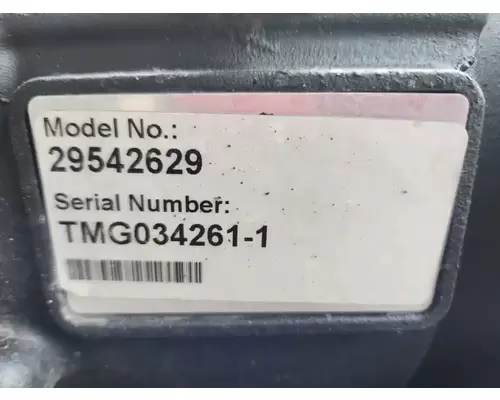 Model No.:
29542629
Serial Number:
TMG034261-1